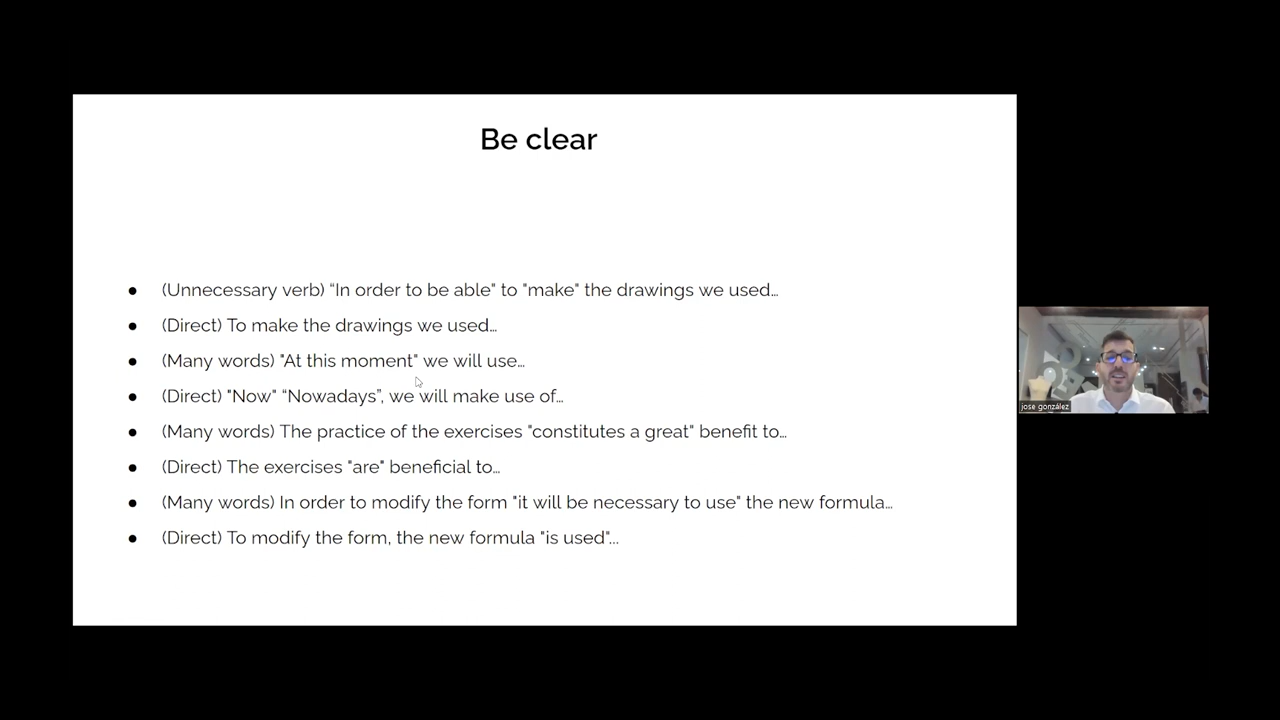 Be clear
● (Unnecessary verb) “In order to be able" to "make" the drawings we used…
● (Direct) To make the drawings we used…
● (Many words) "At this moment" we will use…
● (Direct) "Now" “Nowadays”, we will make use of…
● (Many words) The practice of the exercises "constitutes a great" benefit to…
● (Direct) The exercises "are" beneficial to…
● (Many words) In order to modify the form "it will be necessary to use" the new formula…
● (Direct) To modify the form, the new formula "is used"...
jose gonzález